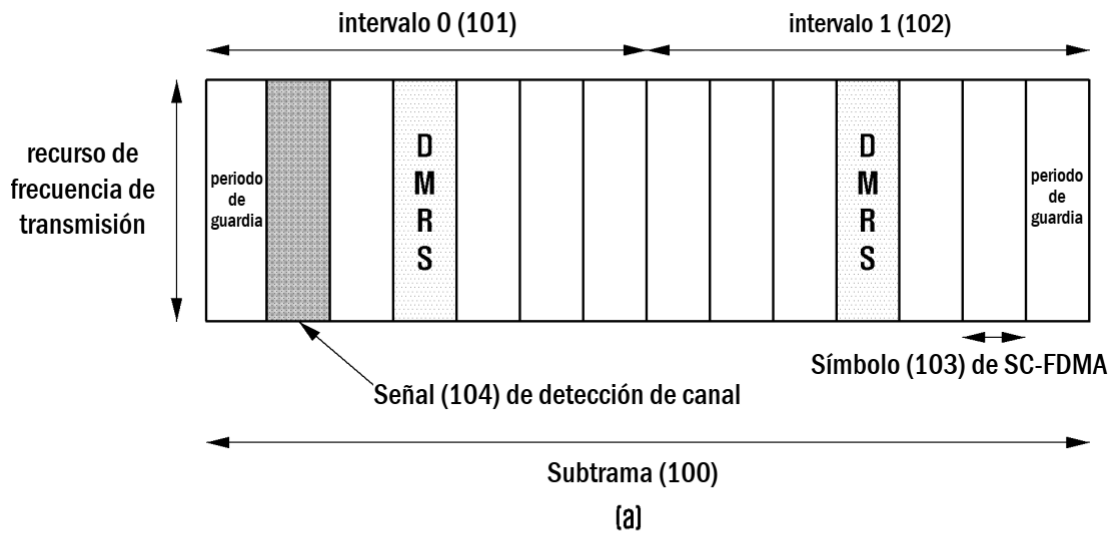 intervalo 0 (101)
intervalo 1 (102)
recurso de
frecuencia de
transmisión
periodo
de
guardia
D
M
R
S
D
M
R
S
periodo
de
guardia
Símbolo (103) de SC-FDMA
Señal (104) de detección de canal
Subtrama (100)
(a)